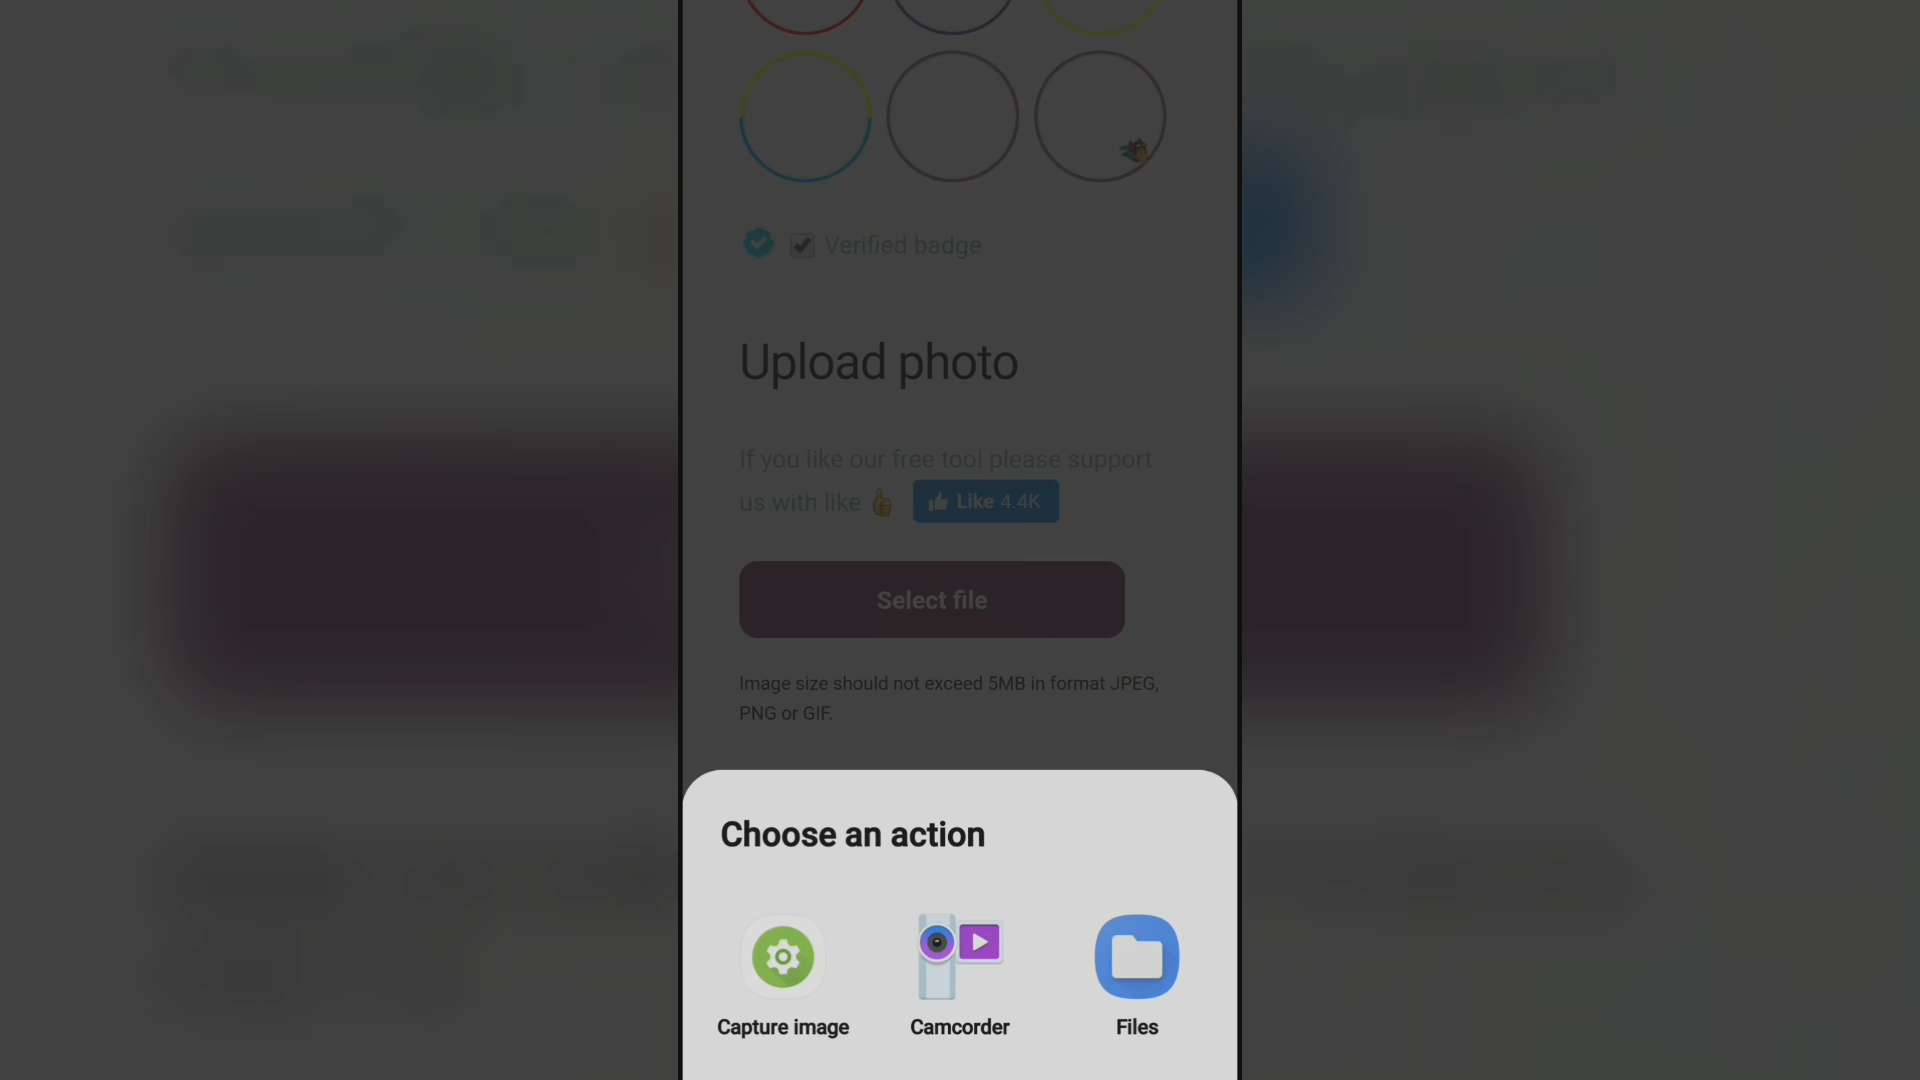 Verified badge
Upload photo
If you like our free tool please support
us with like 👍 Like 4.4K
Select file
Image size should not exceed 5MB in format JPEG,
PNG or GIF.
Choose an action
Capture image Camcorder Files